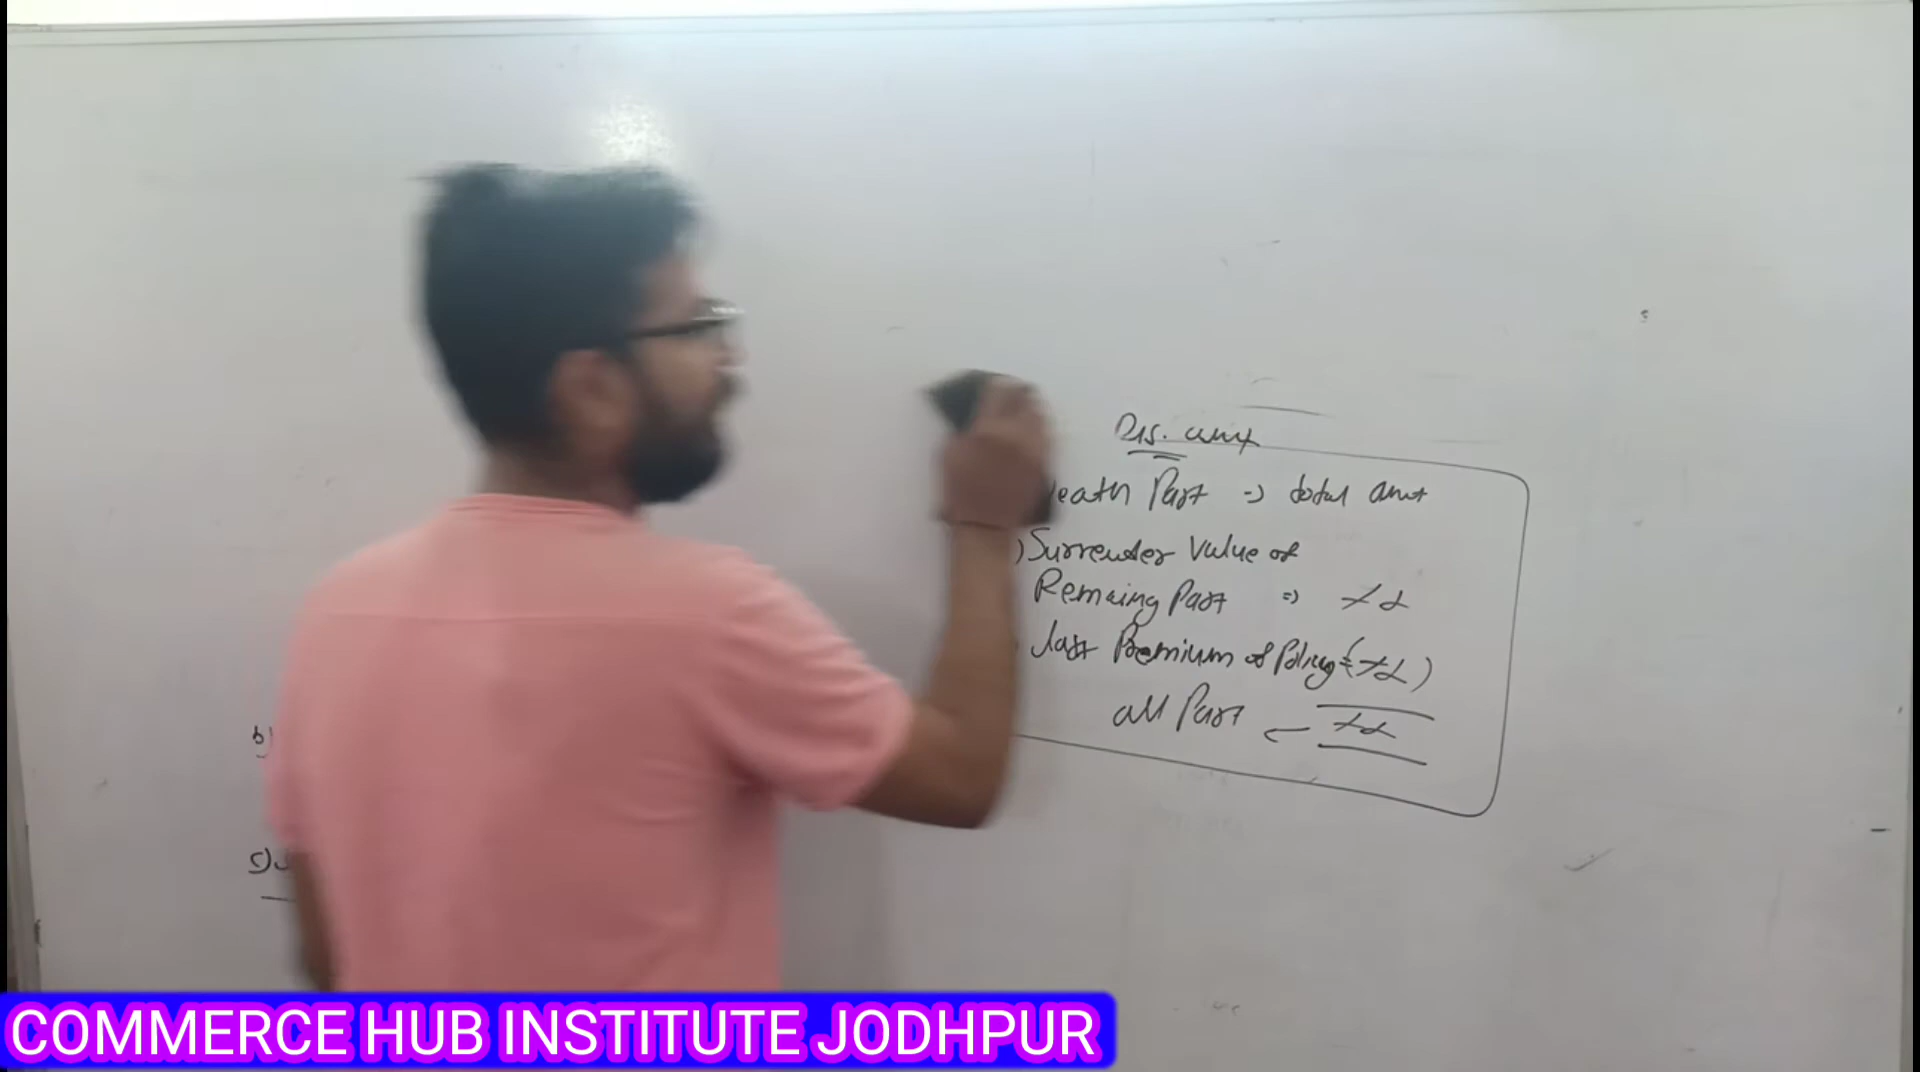 Dis. amt
eath Part => total Amt
) Surrender Value of
Remaing Part => xx
last Premium of Policy = (xx)
all Part ← xx
b)
c)
COMMERCE HUB INSTITUTE JODHPUR